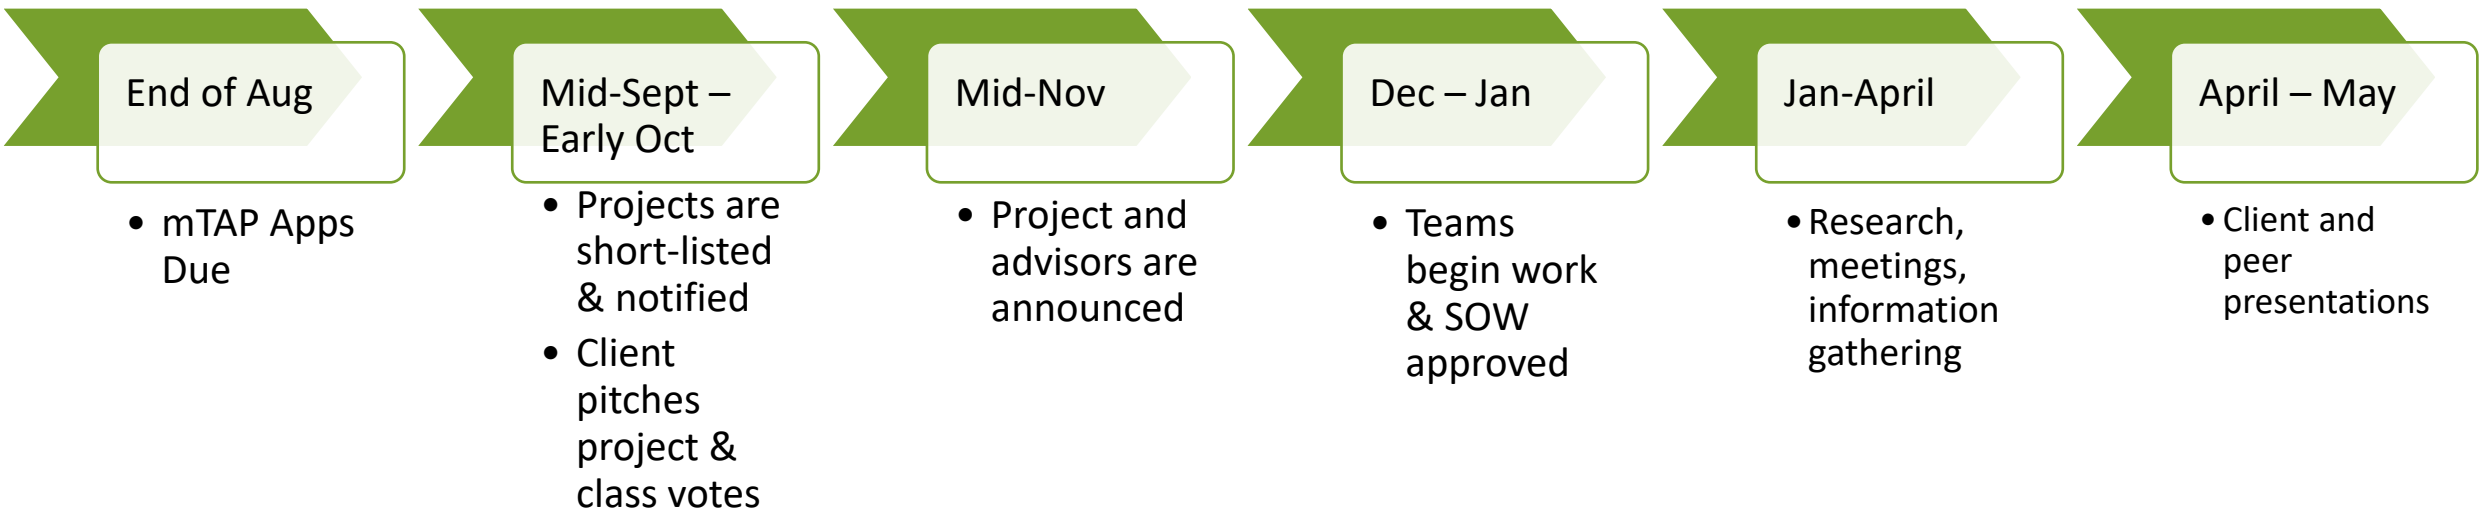 End of Aug
• mTAP Apps
Due
Mid-Sept –
Early Oct
• Projects are
short-listed
& notified
• Client
pitches
project &
class votes
Mid-Nov
• Project and
advisors are
announced
Dec – Jan
• Teams
begin work
& SOW
approved
Jan-April
• Research,
meetings,
information
gathering
April – May
• Client and
peer
presentations